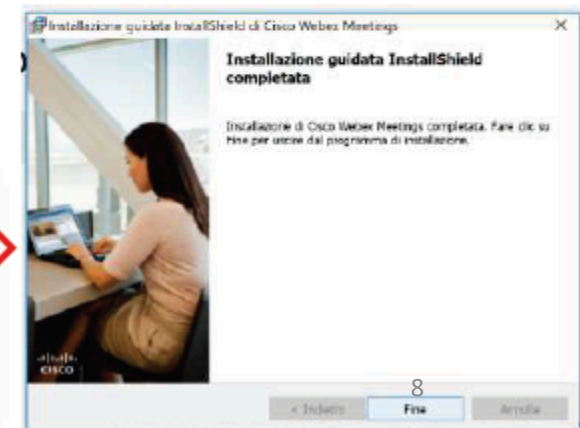 Installazione guidata InstallShield di Cisco Webex Meetings
Installazione guidata InstallShield
completata
Installazione di Cisco Webex Meetings completata. Fare clic su
Fine per uscire dal programma di installazione.
CISCO
8
< Indietro Fine Annulla